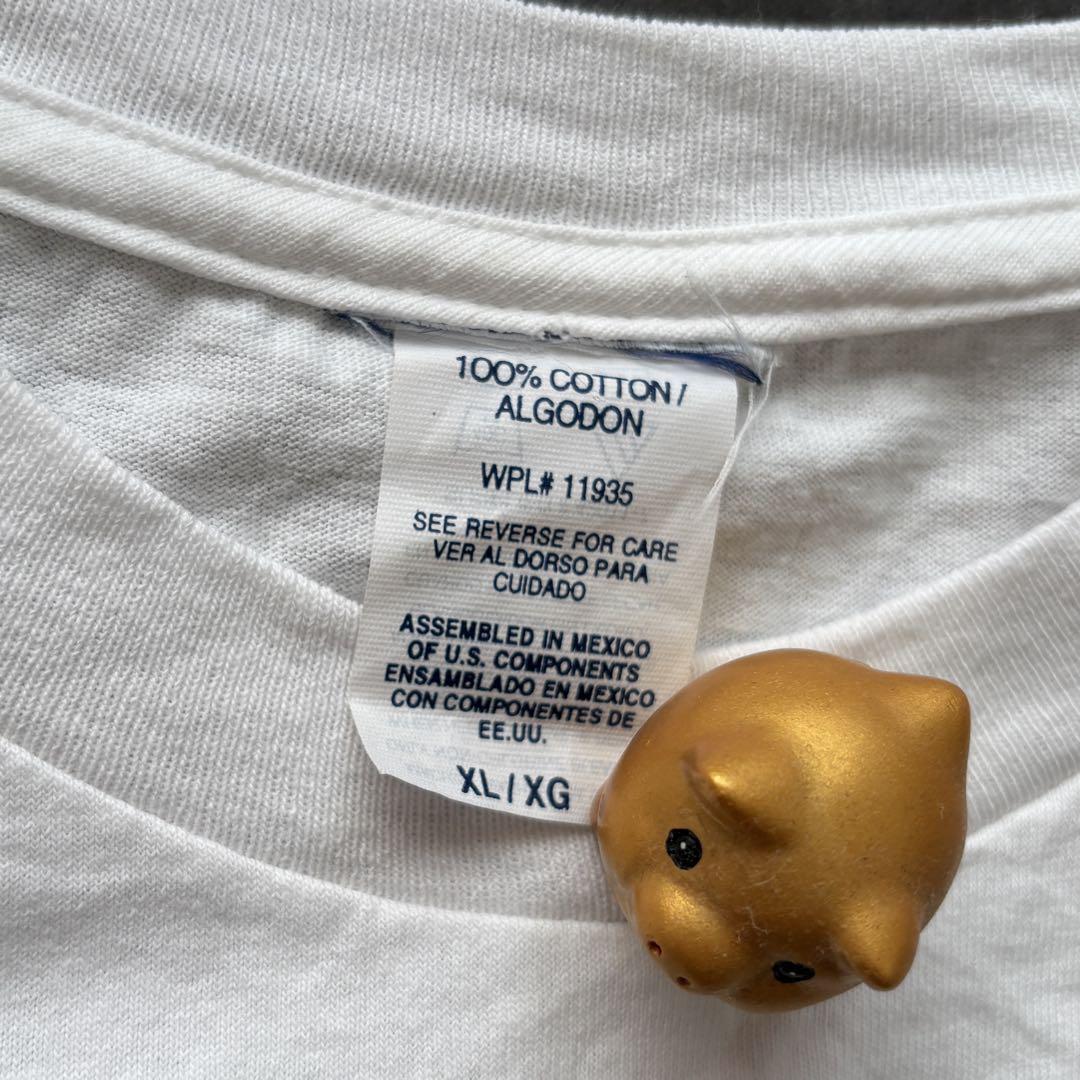 100% COTTON/
ALGODON
WPL# 11935
SEE REVERSE FOR CARE
VER AL DORSO PARA
CUIDADO
ASSEMBLED IN MEXICO
OF U.S. COMPONENTS
ENSAMBLADO EN MEXICO
CON COMPONENTES DE
EE.UU.
XL/XG